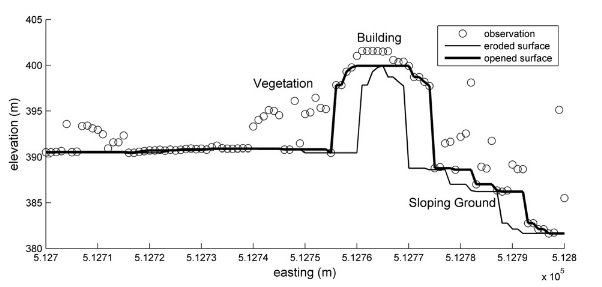 405
400
395
390
385
380
elevation (m)
Building
Vegetation
Sloping Ground
observation
eroded surface
opened surface
5.127 5.1271 5.1272 5.1273 5.1274 5.1275 5.1276 5.1277 5.1278 5.1279 5.128
easting (m)
x 10⁵